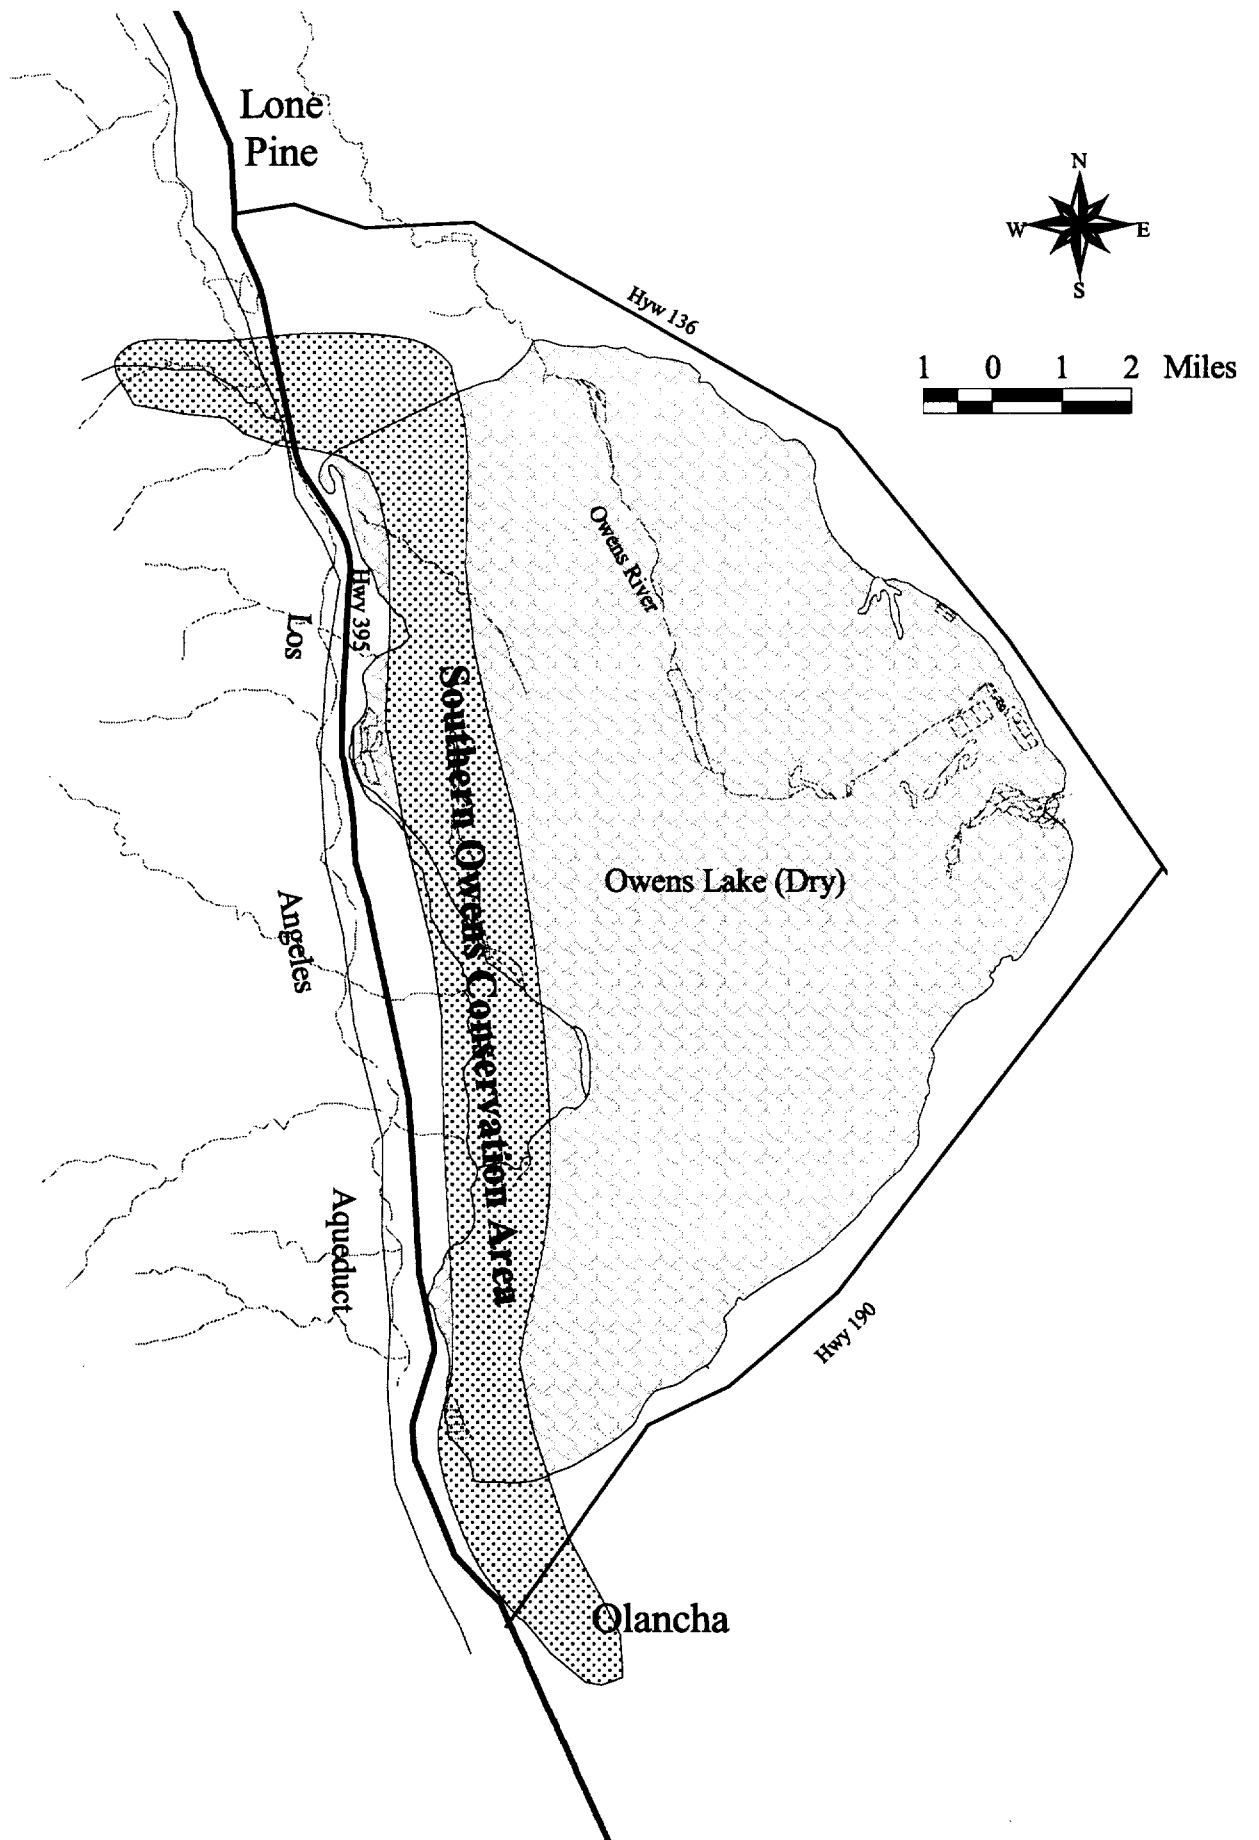 Lone
Pine
N
W E
S
Hyw 136
1 0 1 2 Miles
Owens River
Hwy 395
Los
Southern Owens Conservation Area
Owens Lake (Dry)
Angeles
Aqueduct
Hwy 190
Olancha